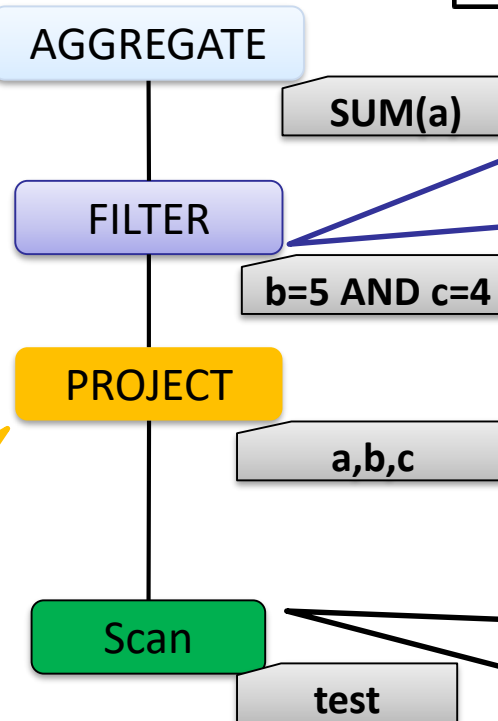 AGGREGATE
SUM(a)
FILTER
b=5 AND c=4
PROJECT
a,b,c
Scan
test